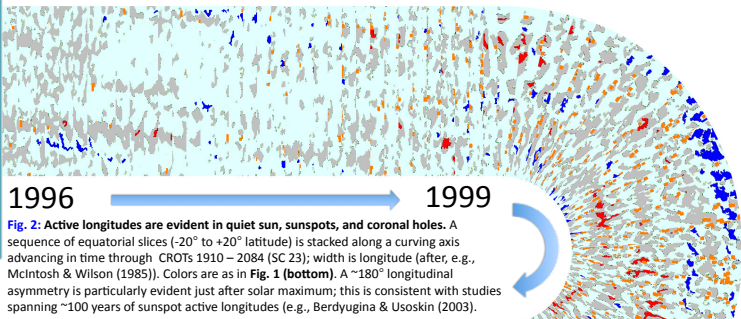 1996
1999
Fig. 2: Active longitudes are evident in quiet sun, sunspots, and coronal holes. A
sequence of equatorial slices (-20° to +20° latitude) is stacked along a curving axis
advancing in time through CROTs 1910 – 2084 (SC 23); width is longitude (after, e.g.,
McIntosh & Wilson (1985)). Colors are as in Fig. 1 (bottom). A ~180° longitudinal
asymmetry is particularly evident just after solar maximum; this is consistent with studies
spanning ~100 years of sunspot active longitudes (e.g., Berdyugina & Usoskin (2003).